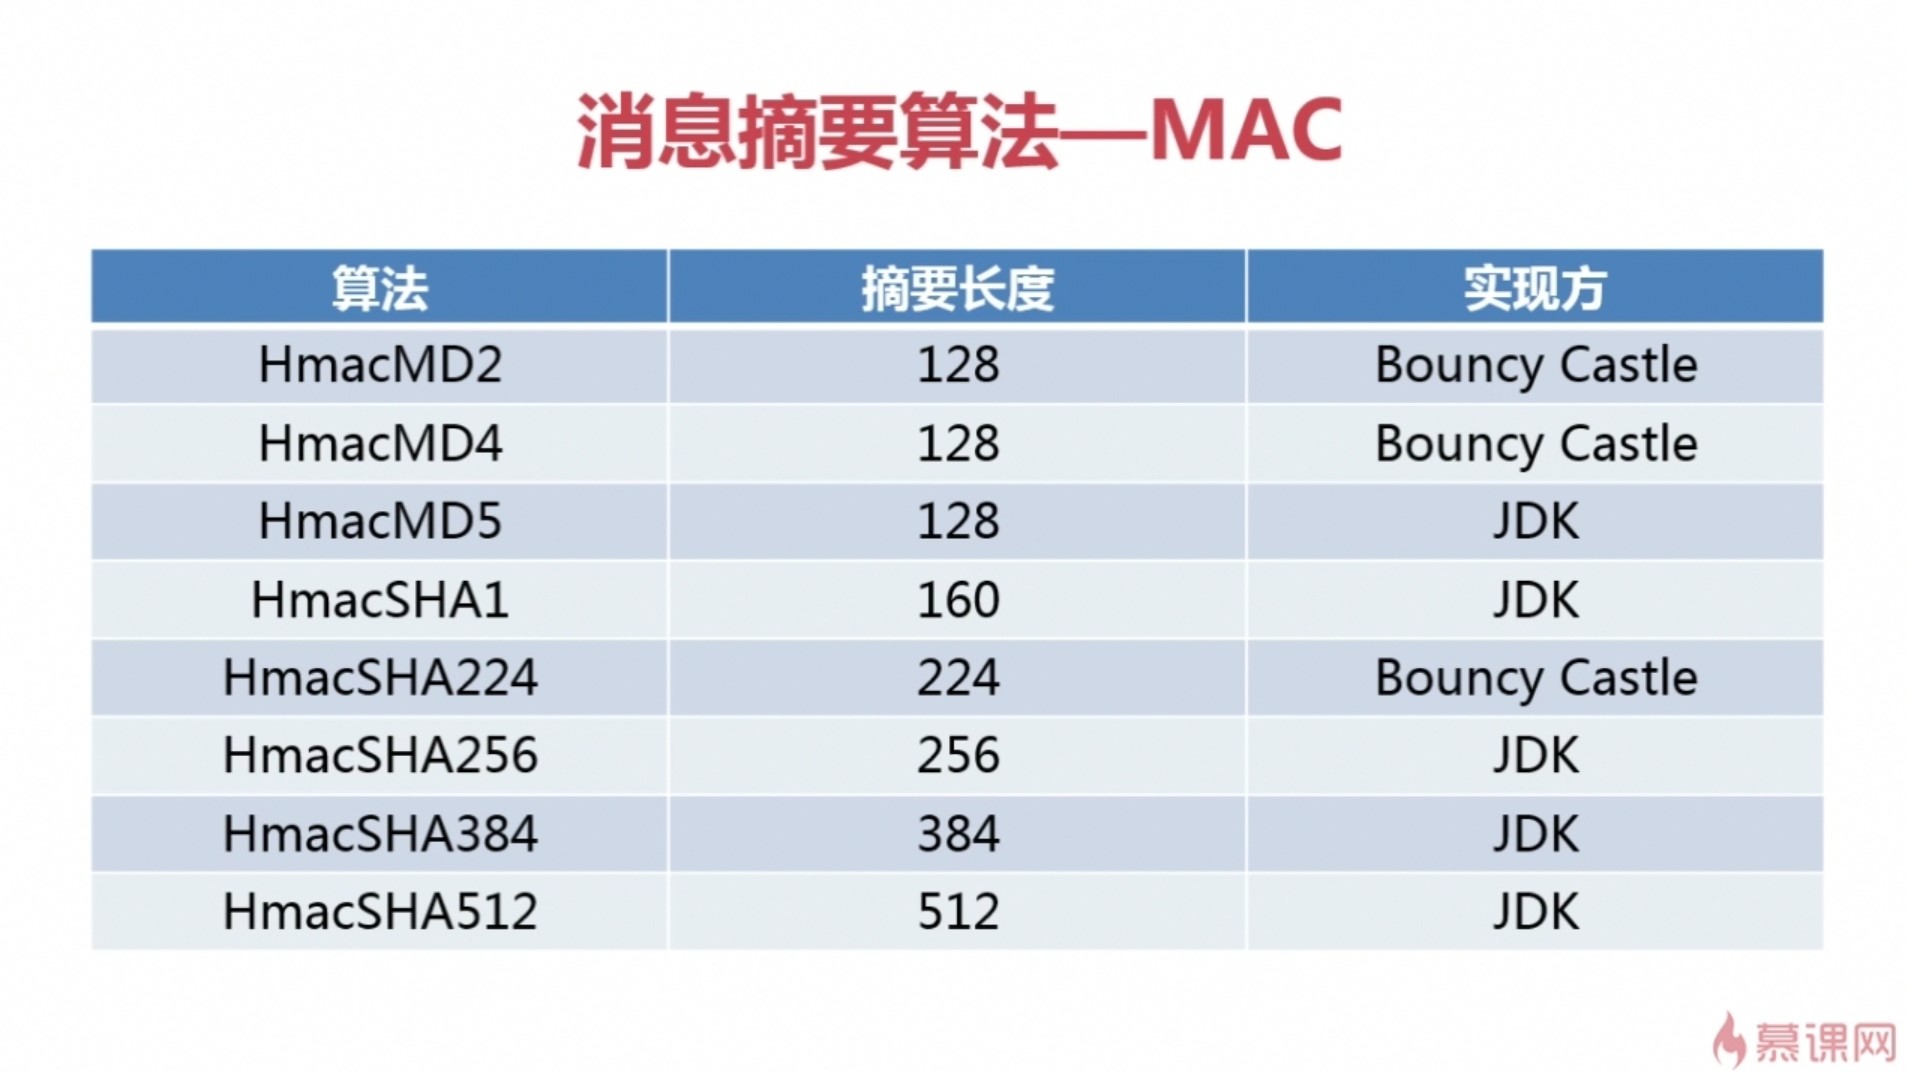 消息摘要算法—MAC
算法 摘要长度 实现方
HmacMD2 128 Bouncy Castle
HmacMD4 128 Bouncy Castle
HmacMD5 128 JDK
HmacSHA1 160 JDK
HmacSHA224 224 Bouncy Castle
HmacSHA256 256 JDK
HmacSHA384 384 JDK
HmacSHA512 512 JDK
慕课网